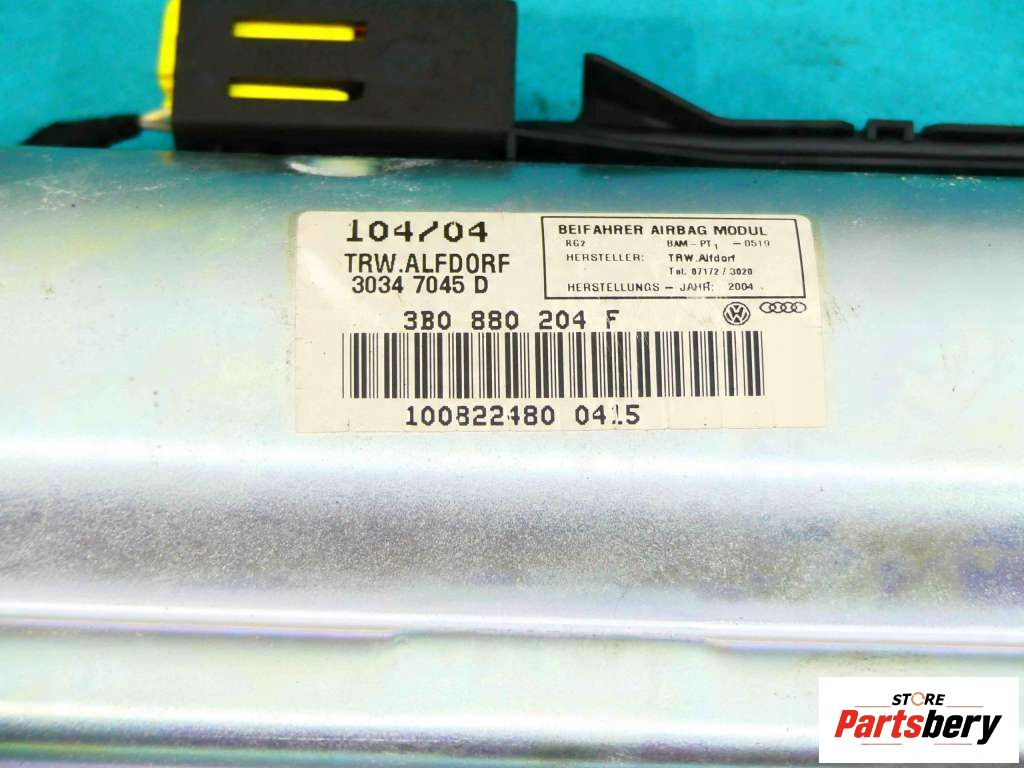 104/04
TRW.ALFDORF
3034 7045 D
BEIFAHRER AIRBAG MODUL
RG2 BAM-PT1 -0519
HERSTELLER: TRW.Alfdorf
Tel. 07172 / 3020
HERSTELLUNGS - JAHR: 2004
3B0 880 204 F
100822480 0415
STORE
Partsbery